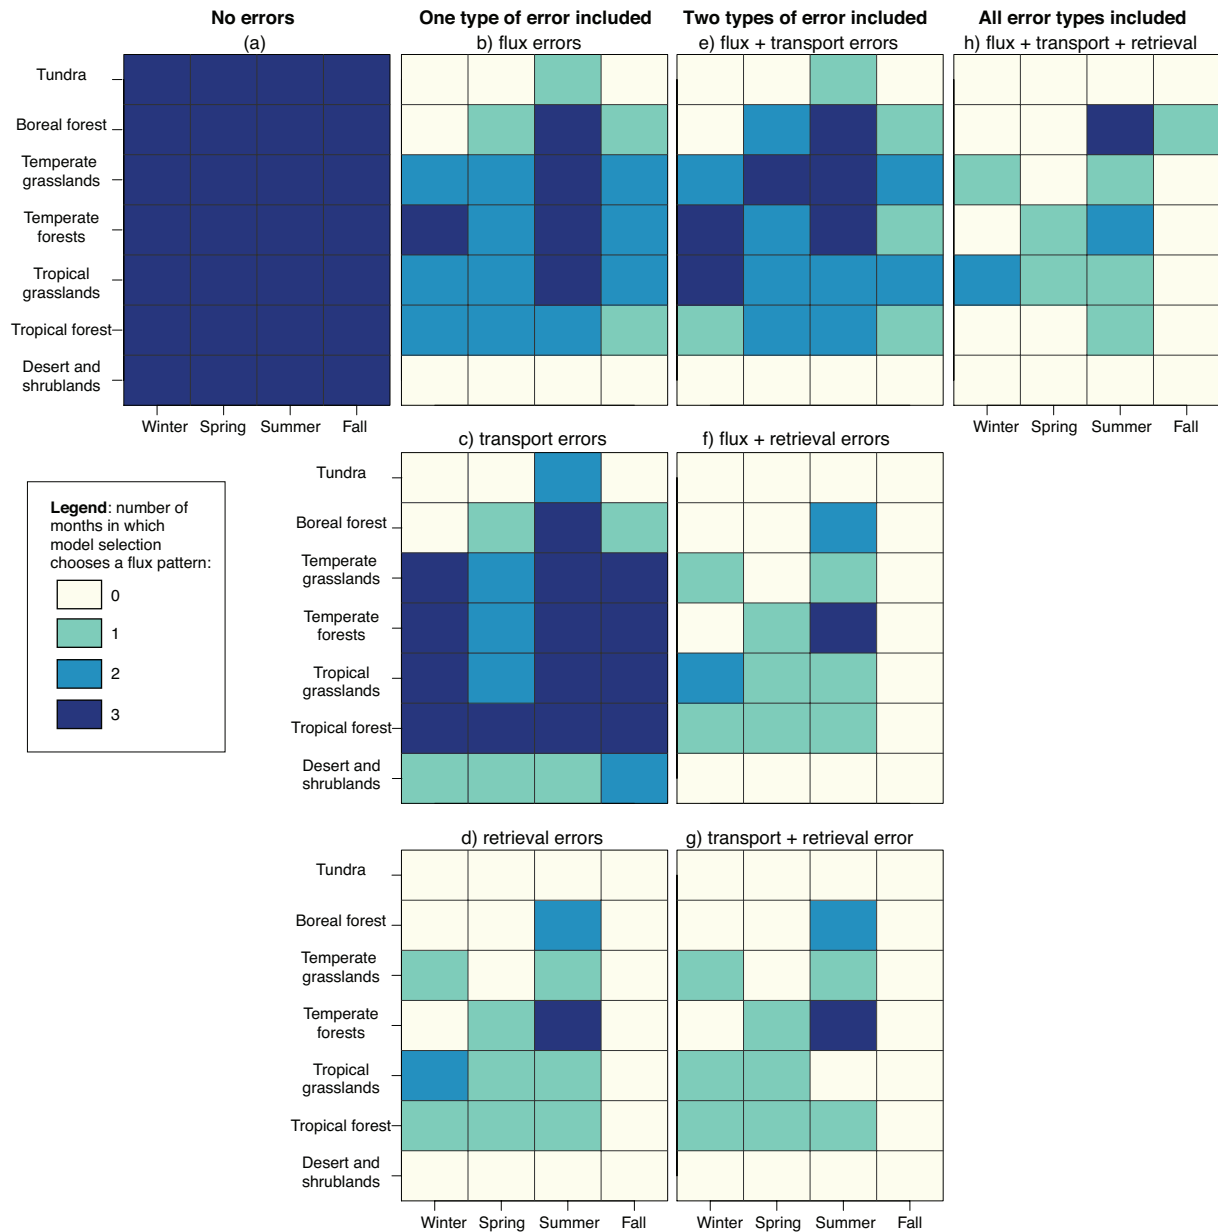 No errors
One type of error included
Two types of error included
All error types included
(a)
b) flux errors
e) flux + transport errors
h) flux + transport + retrieval
Tundra
Boreal forest
Temperate
grasslands
Temperate
forests
Tropical
grasslands
Tropical forest
Desert and
shrublands
Winter Spring Summer Fall
Winter Spring Summer Fall
c) transport errors
f) flux + retrieval errors
Legend: number of
months in which
model selection
chooses a flux pattern:
0
1
2
3
Tundra
Boreal forest
Temperate
grasslands
Temperate
forests
Tropical
grasslands
Tropical forest
Desert and
shrublands
d) retrieval errors
g) transport + retrieval error
Tundra
Boreal forest
Temperate
grasslands
Temperate
forests
Tropical
grasslands
Tropical forest
Desert and
shrublands
Winter Spring Summer Fall
Winter Spring Summer Fall